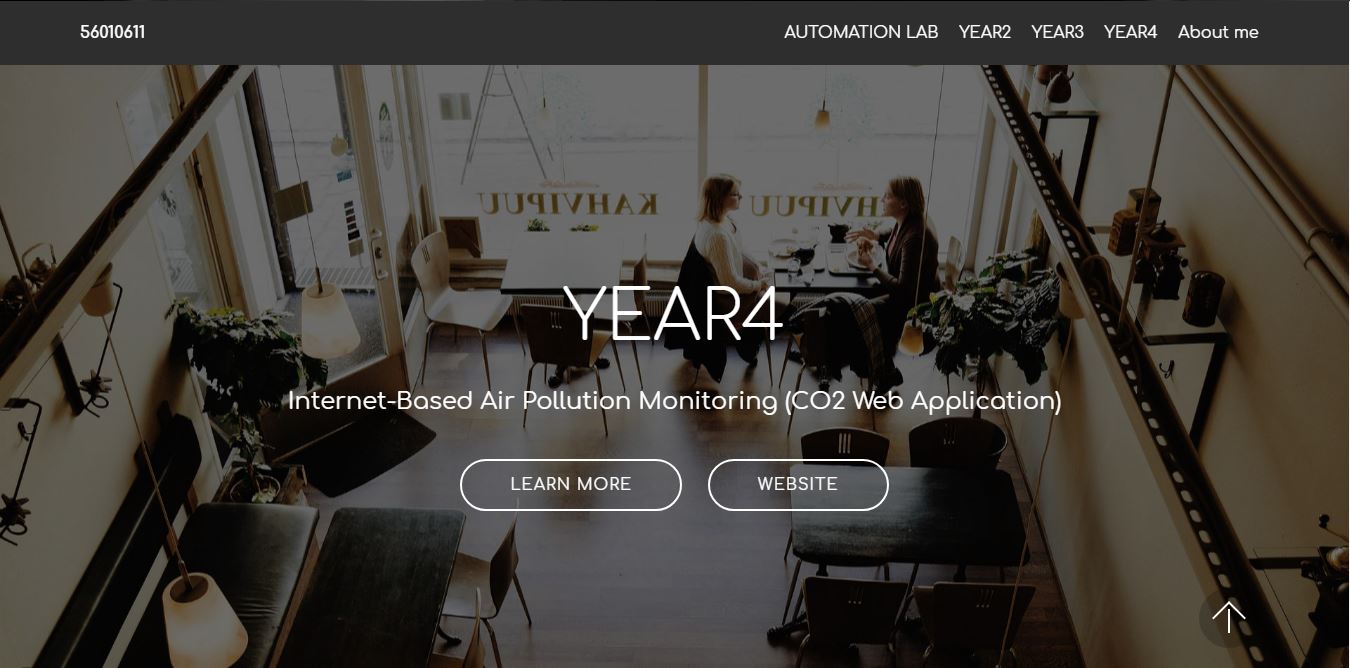 56010611 AUTOMATION LAB YEAR2 YEAR3 YEAR4 About me
KAHVIPUU KAHVIPUU
YEAR4
Internet-Based Air Pollution Monitoring (CO2 Web Application)
LEARN MORE WEBSITE